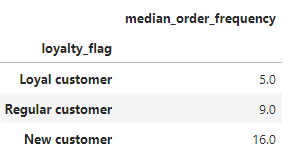 median_order_frequency
loyalty_flag
Loyal customer 5.0
Regular customer 9.0
New customer 16.0